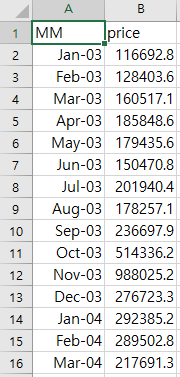 A B
1 MM price
2 Jan-03 116692.8
3 Feb-03 128403.6
4 Mar-03 160517.1
5 Apr-03 185848.6
6 May-03 179435.6
7 Jun-03 150470.8
8 Jul-03 201940.4
9 Aug-03 178257.1
10 Sep-03 236697.9
11 Oct-03 514336.2
12 Nov-03 988025.2
13 Dec-03 276723.3
14 Jan-04 292385.2
15 Feb-04 289502.8
16 Mar-04 217691.3